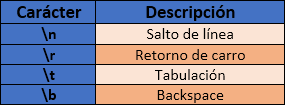 Carácter Descripción
\n Salto de línea
\r Retorno de carro
\t Tabulación
\b Backspace